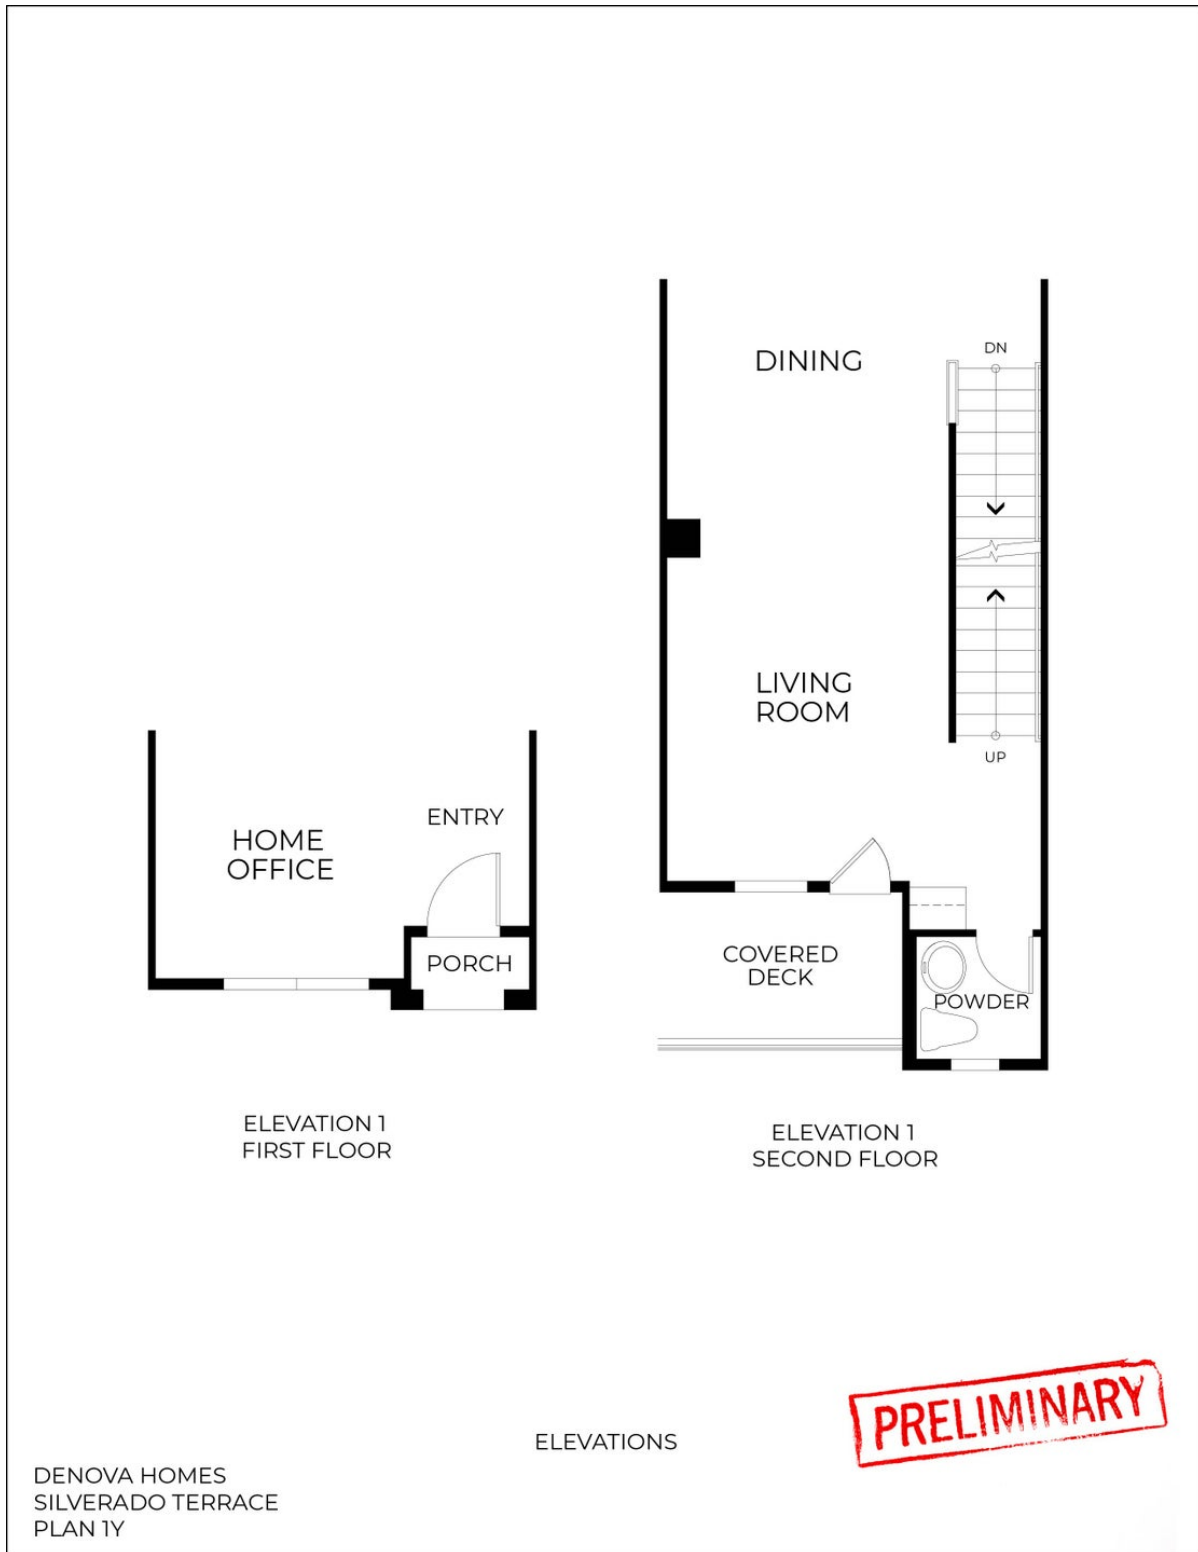 DINING
DN
LIVING
ROOM
UP
ENTRY
HOME
OFFICE
PORCH
COVERED
DECK
POWDER
ELEVATION 1
FIRST FLOOR
ELEVATION 1
SECOND FLOOR
PRELIMINARY
ELEVATIONS
DENOVA HOMES
SILVERADO TERRACE
PLAN 1Y